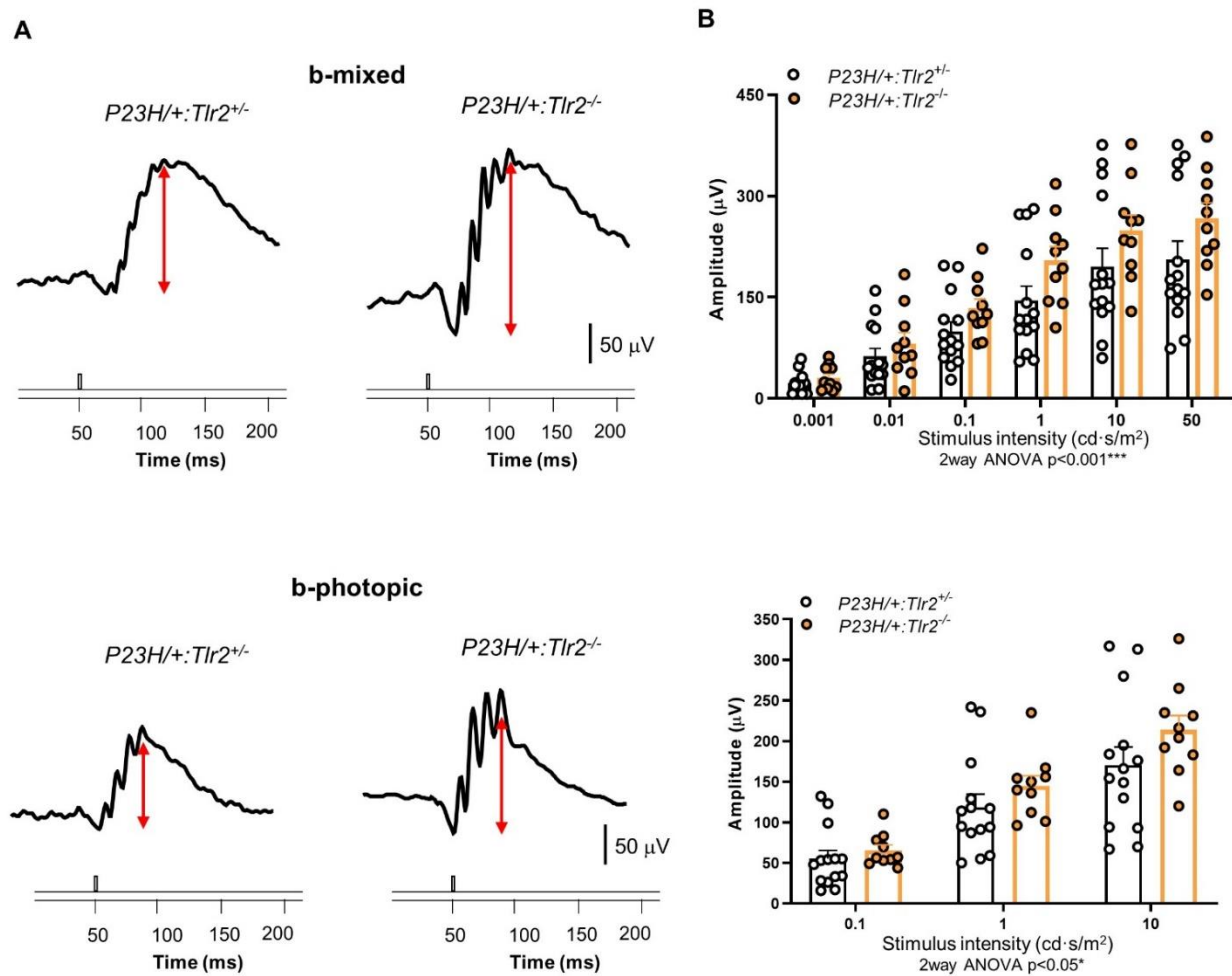 A
b-mixed
P23H/+:Tlr2+/-
P23H/+:Tlr2-/-
50 μV
50 100 150 200
Time (ms)
50 100 150 200
Time (ms)
b-photopic
P23H/+:Tlr2+/-
P23H/+:Tlr2-/-
50 μV
50 100 150 200
Time (ms)
50 100 150 200
Time (ms)
B
P23H/+:Tlr2+/-
P23H/+:Tlr2-/-
450
300
150
0
Amplitude (μV)
0.001 0.01 0.1 1 10 50
Stimulus intensity (cd·s/m²)
2way ANOVA p<0.001***
P23H/+:Tlr2+/-
P23H/+:Tlr2-/-
350
300
250
200
150
100
50
0
Amplitude (μV)
0.1 1 10
Stimulus intensity (cd·s/m²)
2way ANOVA p<0.05*